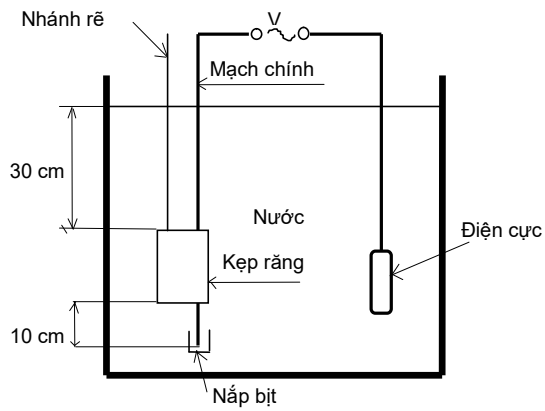 Nhánh rẽ
V
Mạch chính
30 cm
Nước
Điện cực
Kẹp răng
10 cm
Nắp bịt